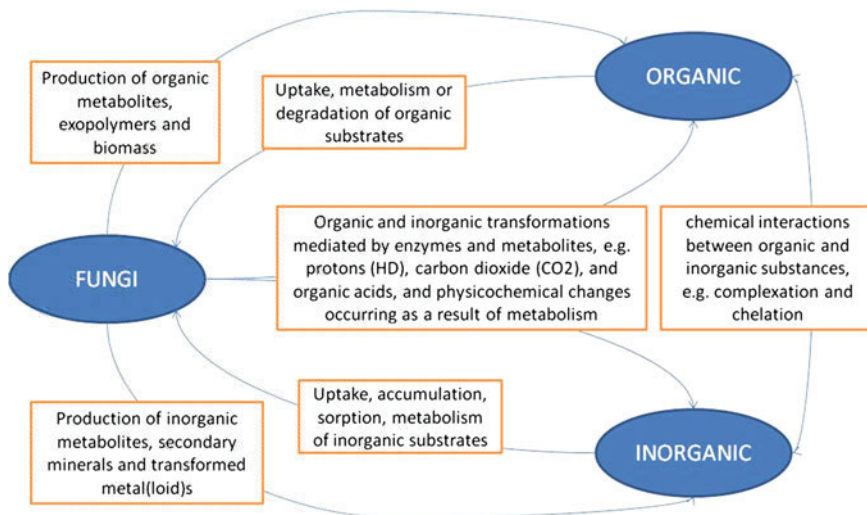 Production of organic
metabolites,
exopolymers and
biomass
Uptake, metabolism or
degradation of organic
substrates
ORGANIC
FUNGI
Organic and inorganic transformations
mediated by enzymes and metabolites, e.g.
protons (HD), carbon dioxide (CO2), and
organic acids, and physicochemical changes
occurring as a result of metabolism
chemical interactions
between organic and
inorganic substances,
e.g. complexation and
chelation
Production of inorganic
metabolites, secondary
minerals and transformed
metal(loid)s
Uptake, accumulation,
sorption, metabolism
of inorganic substrates
INORGANIC